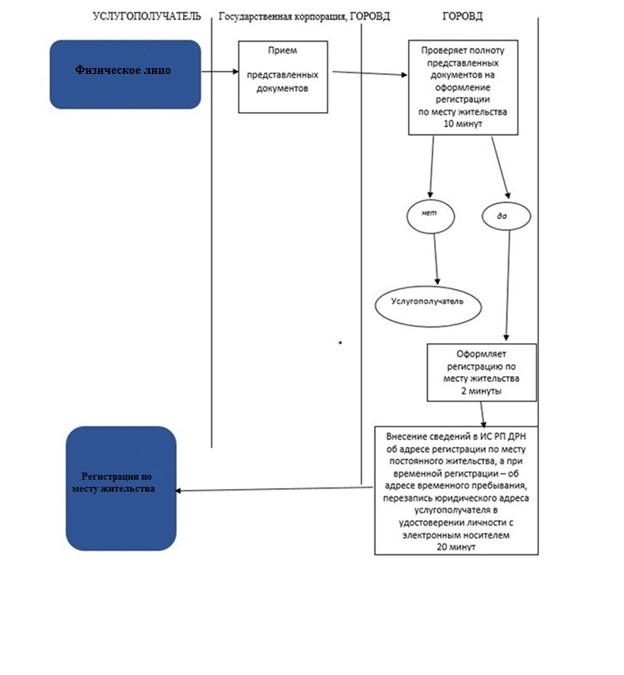 УСЛУГОПОЛУЧАТЕЛЬ
Государственная корпорация, ГОРОВД
ГОРОВД
Физическое лицо
Прием
представленных
документов
Проверяет полноту
представленных
документов на
оформление
регистрации
по месту жительства
10 минут
нет
да
Услугополучатель
Оформляет
регистрацию по
месту жительства
2 минуты
Внесение сведений в ИС РП ДРН
об адресе регистрации по месту
постоянного жительства, а при
временной регистрации – об
адресе временного пребывания,
перезапись юридического адреса
услугополучателя в
удостоверении личности с
электронным носителем
20 минут
Регистрация по
месту жительства